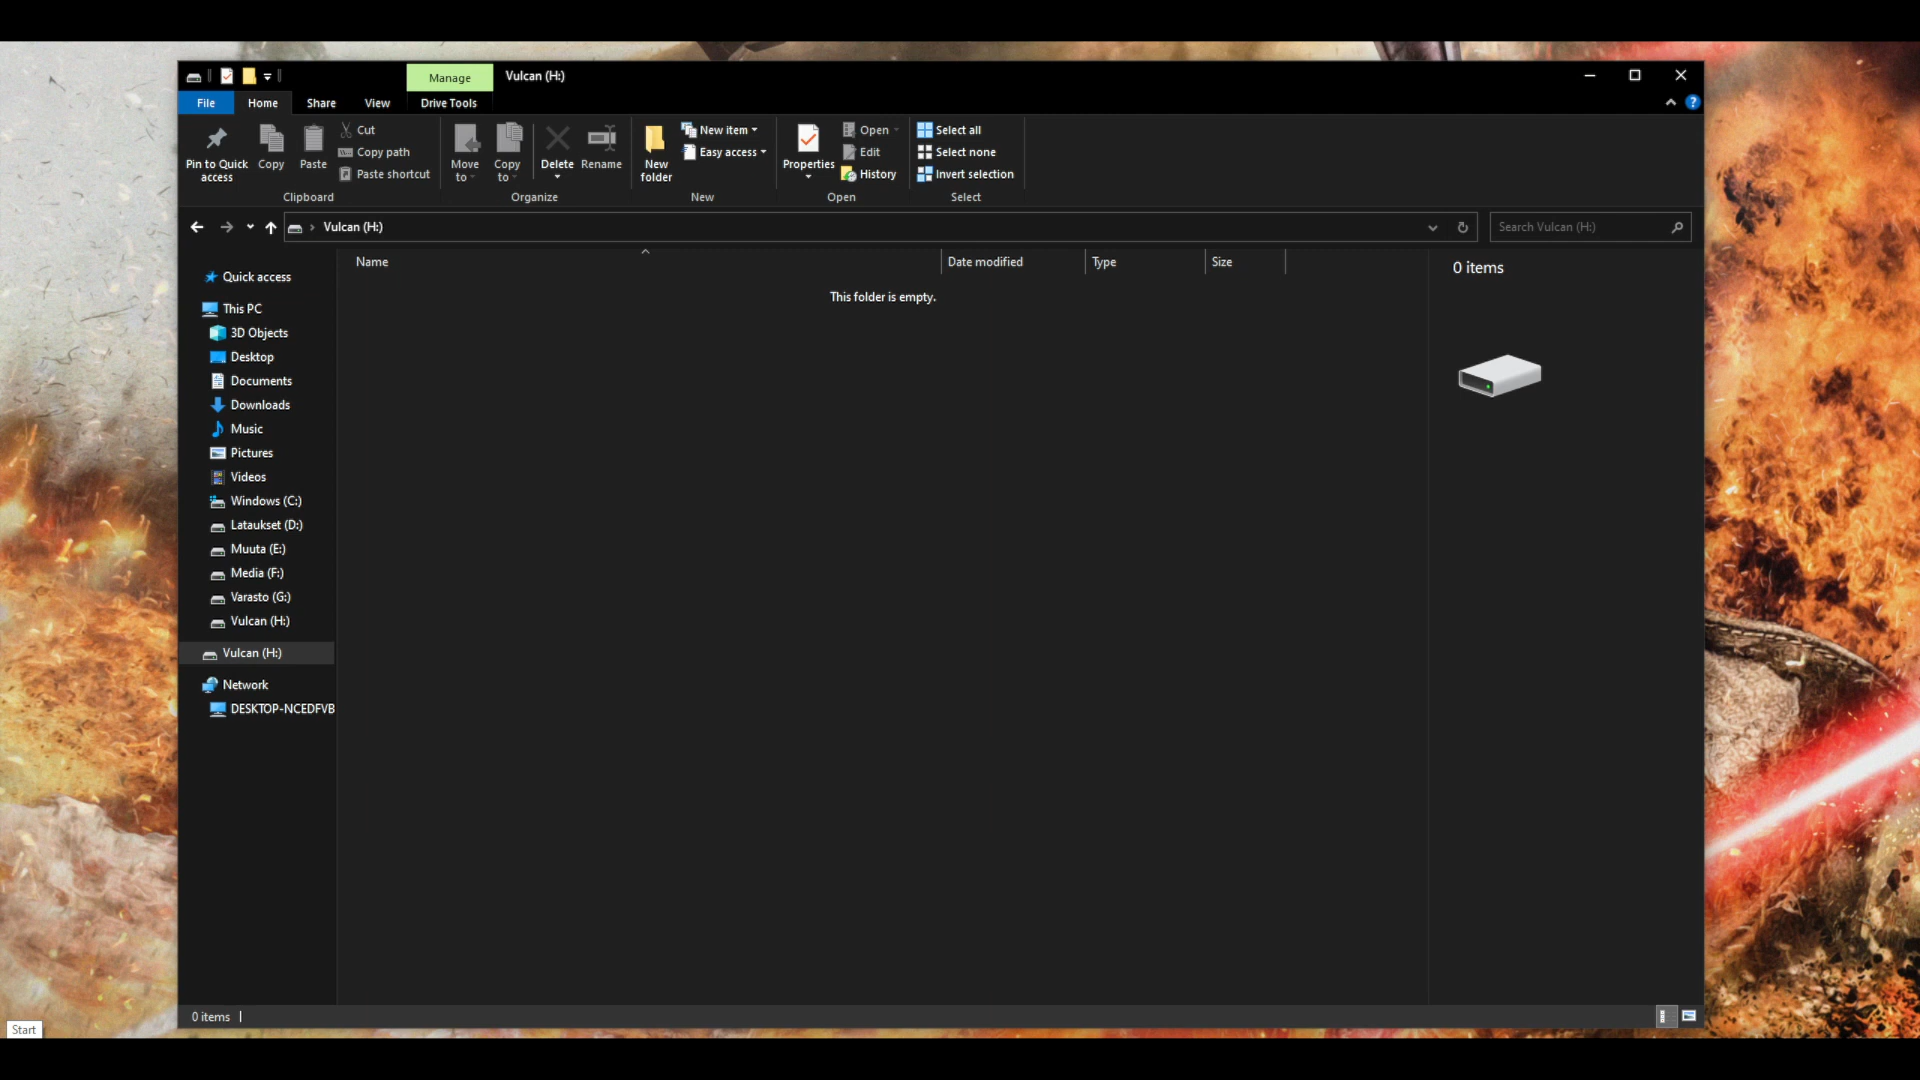 Manage
Vulcan (H:)
File
Home
Share
View
Drive Tools
Pin to Quick access
Copy
Paste
Cut
Copy path
Paste shortcut
Clipboard
Move to
Copy to
Delete
Rename
Organize
New folder
New item
Easy access
New
Properties
Open
Edit
History
Open
Select all
Select none
Invert selection
Select
Vulcan (H:)
Search Vulcan (H:)
Name
Date modified
Type
Size
This folder is empty.
0 items
Quick access
This PC
3D Objects
Desktop
Documents
Downloads
Music
Pictures
Videos
Windows (C:)
Lataukset (D:)
Muuta (E:)
Media (F:)
Varasto (G:)
Vulcan (H:)
Vulcan (H:)
Network
DESKTOP-NCEDFVB
0 items
Start